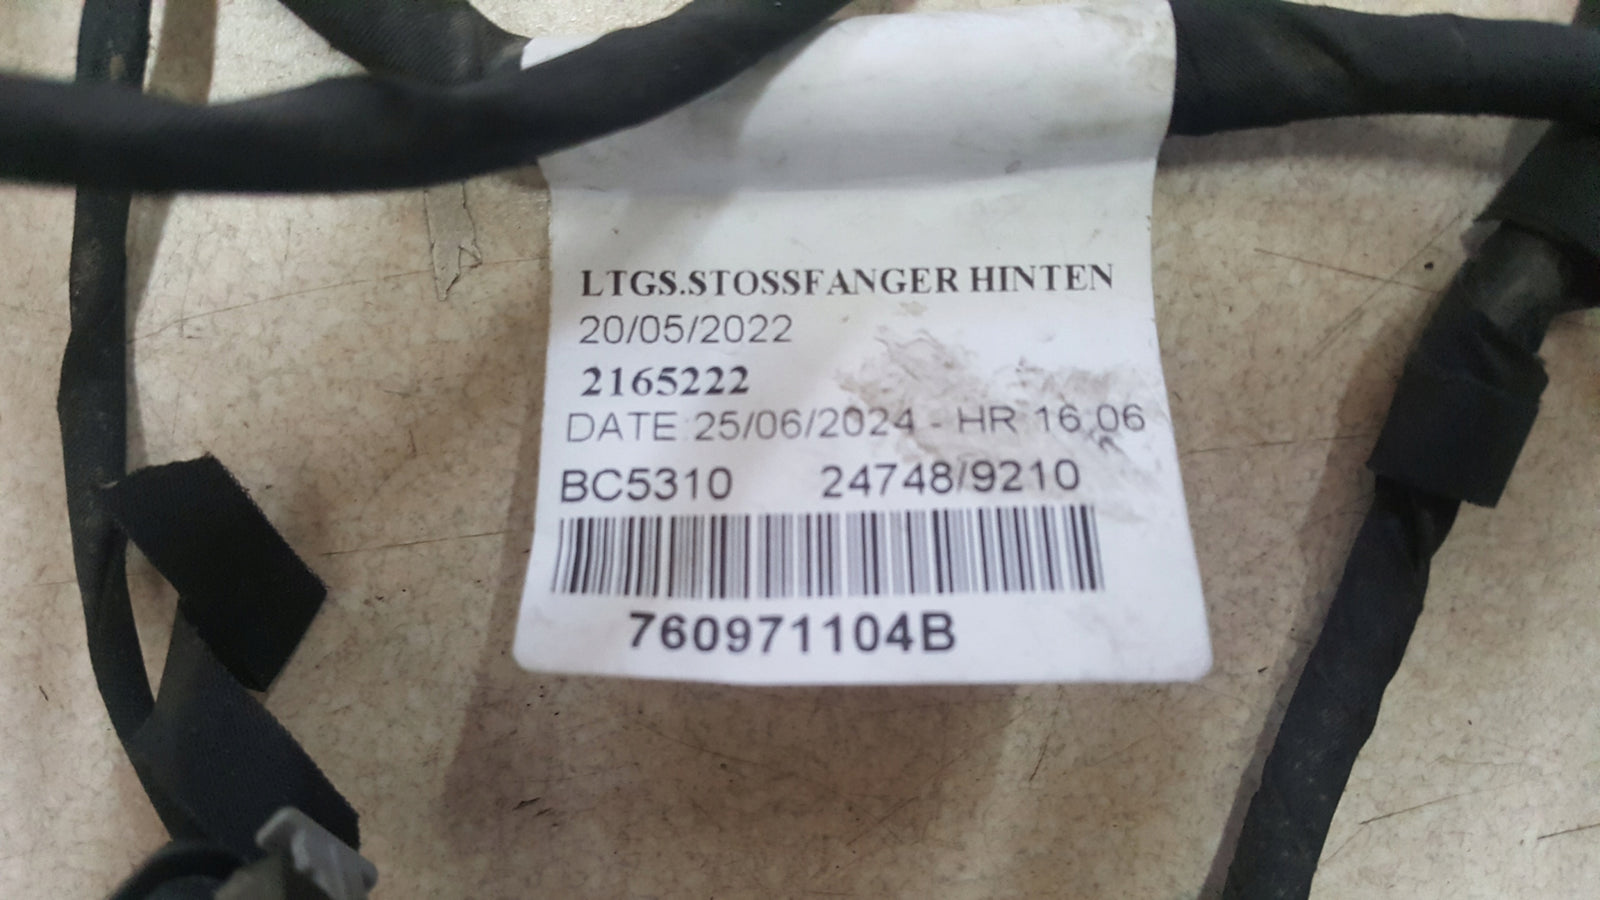 LTGS.STOSSFANGER HINTEN
20/05/2022
2165222
DATE 25/06/2024 - HR 16:06
BC5310 24748/9210
760971104B